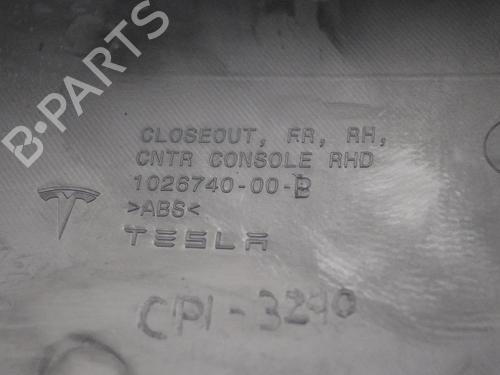 B-PARTS
CLOSEOUT, FR, RH,
CNTR CONSOLE RHD
1026740-00-B
>ABS<
TESLA
CPI-3240